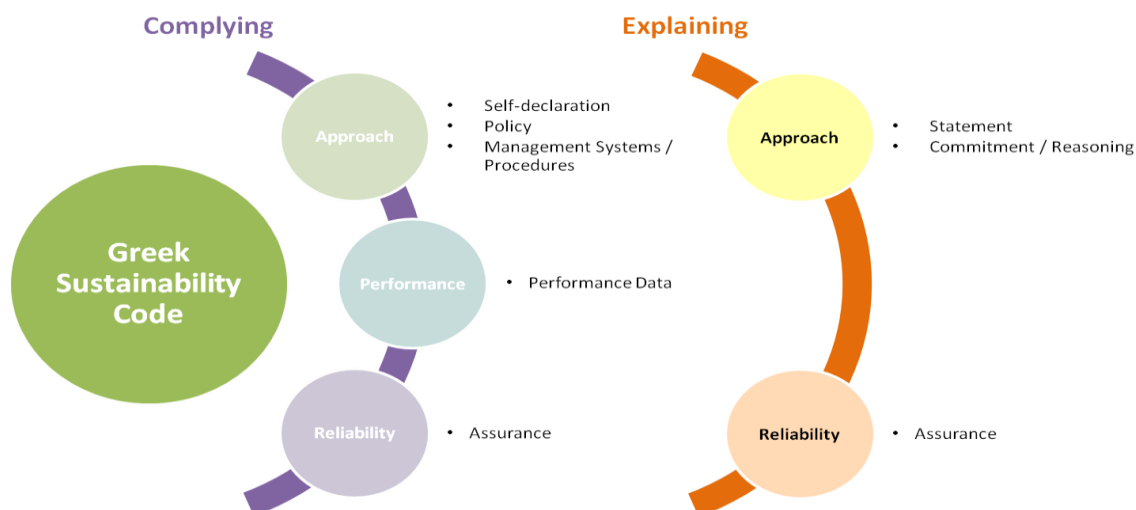 Complying
Explaining
Greek
Sustainability
Code
Approach
• Self-declaration
• Policy
• Management Systems /
Procedures
Performance
• Performance Data
Reliability
• Assurance
Approach
• Statement
• Commitment / Reasoning
Reliability
• Assurance